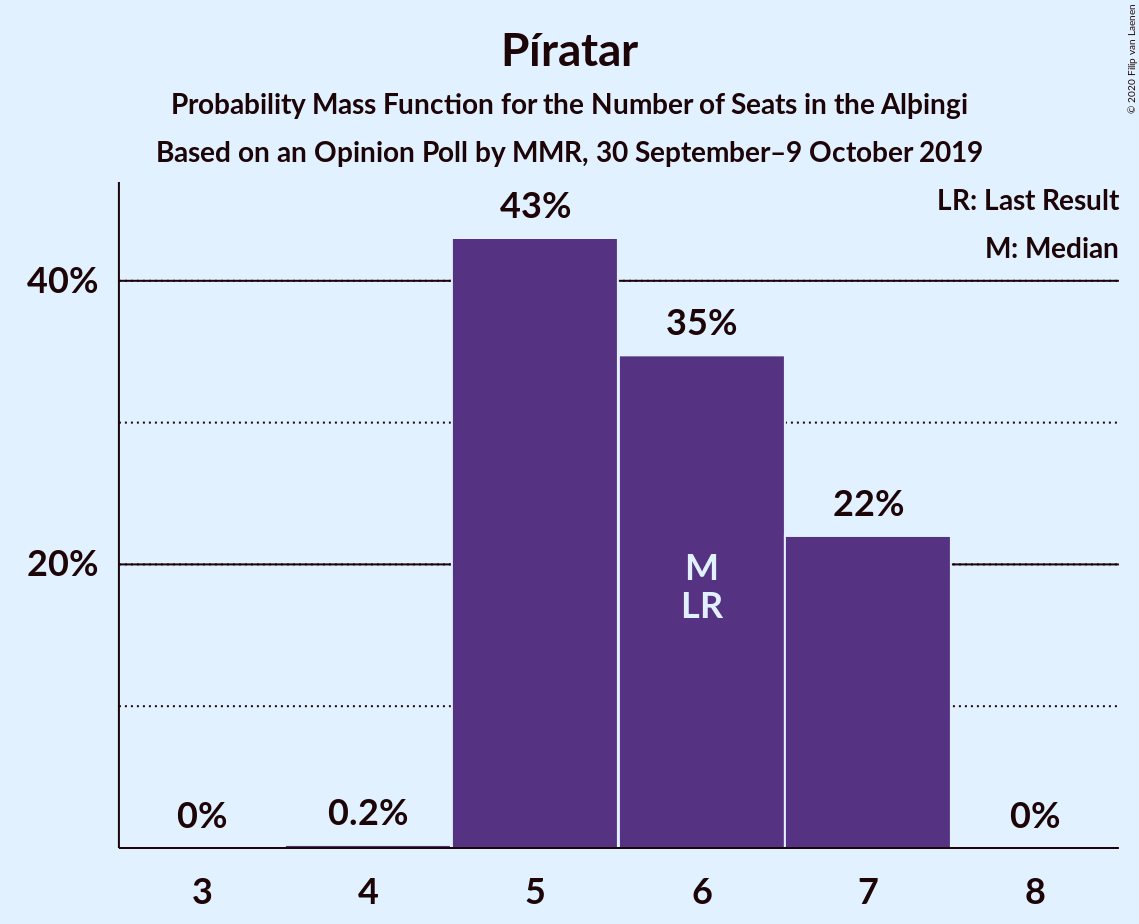 © 2020 Filip van Laenen
Píratar
Probability Mass Function for the Number of Seats in the Alþingi
Based on an Opinion Poll by MMR, 30 September–9 October 2019
LR: Last Result
M: Median
43%
40%
35%
22%
20%
M
LR
0%
0.2%
0%
3
4
5
6
7
8